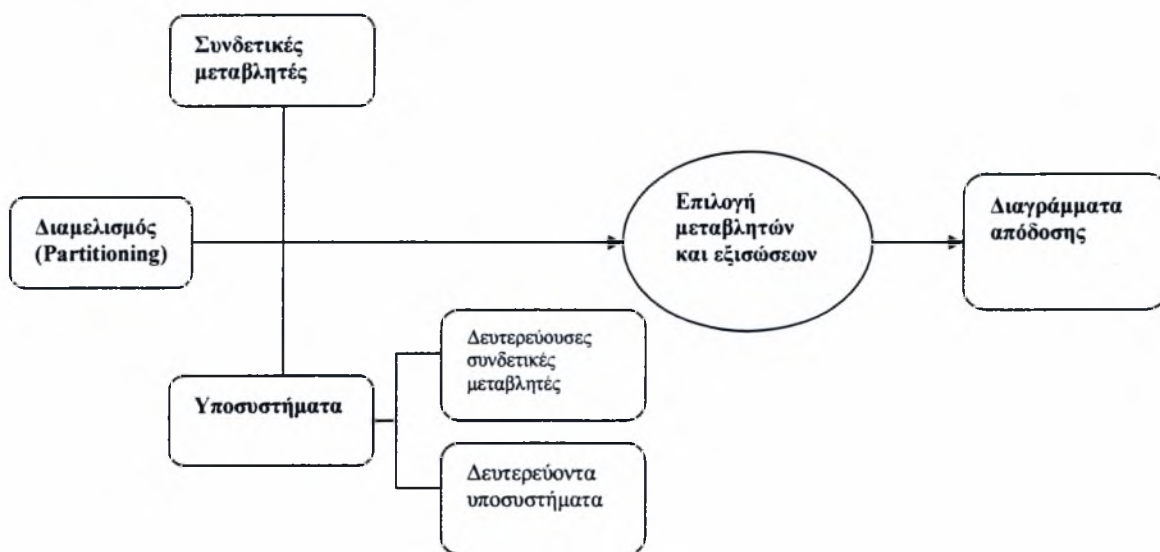 Συνδετικές
μεταβλητές
Διαμελισμός
(Partitioning)
Επιλογή
μεταβλητών
και εξισώσεων
Διαγράμματα
απόδοσης
Δευτερεύουσες
συνδετικές
μεταβλητές
Υποσυστήματα
Δευτερεύοντα
υποσυστήματα